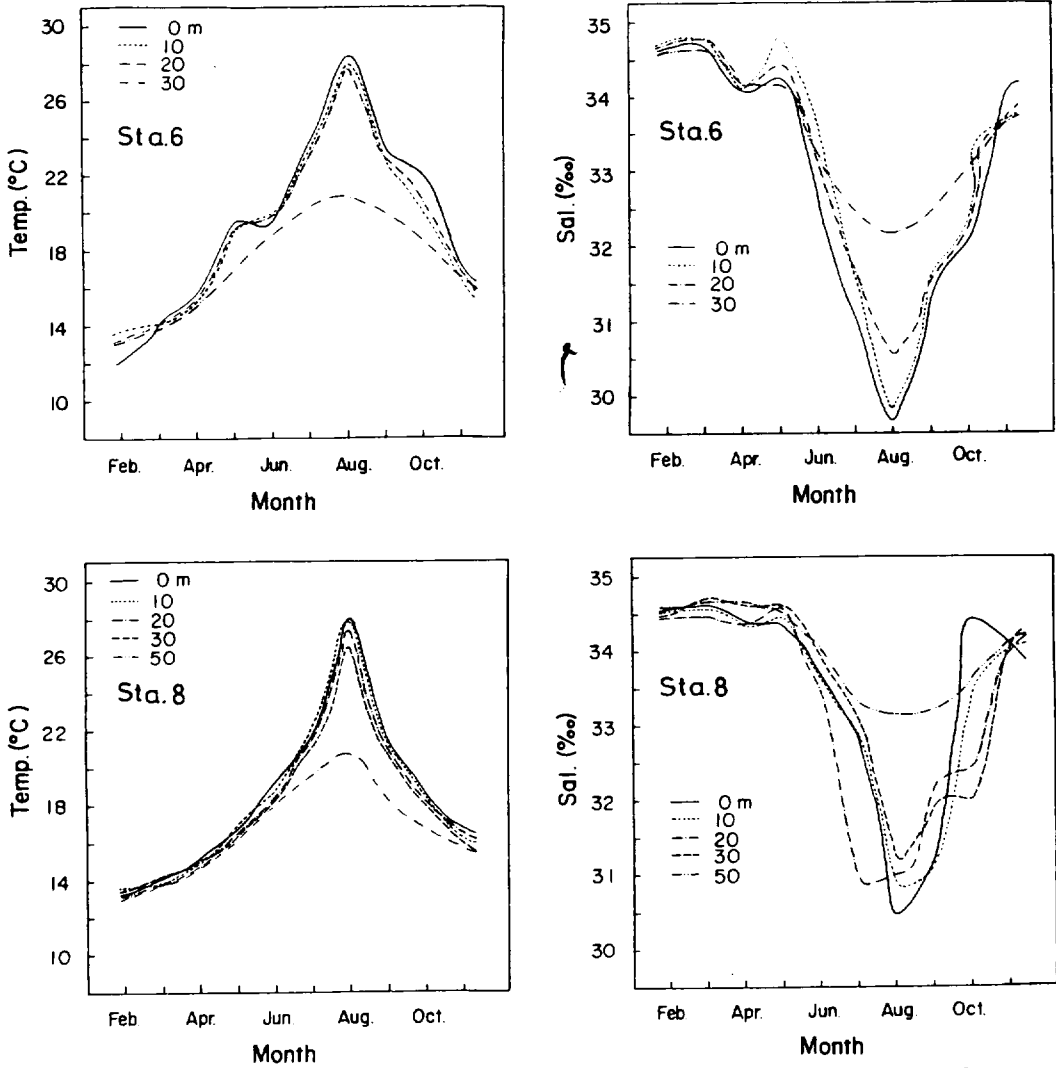 31
30
26
22
18
14
10
Temp. (°C)
0 m
10
20
30
Sta.6
Feb. Apr. Jun. Aug. Oct.
Month
35
34
33
32
31
30
Sal. (‰)
Sta.6
0 m
10
20
30
Feb. Apr. Jun. Aug. Oct.
Month
30
26
22
18
14
10
Temp. (°C)
0 m
10
20
30
50
Sta.8
Feb. Apr. Jun. Aug. Oct.
Month
35
34
33
32
31
30
Sal. (‰)
Sta.8
0 m
10
20
30
50
Feb. Apr. Jun. Aug. Oct.
Month